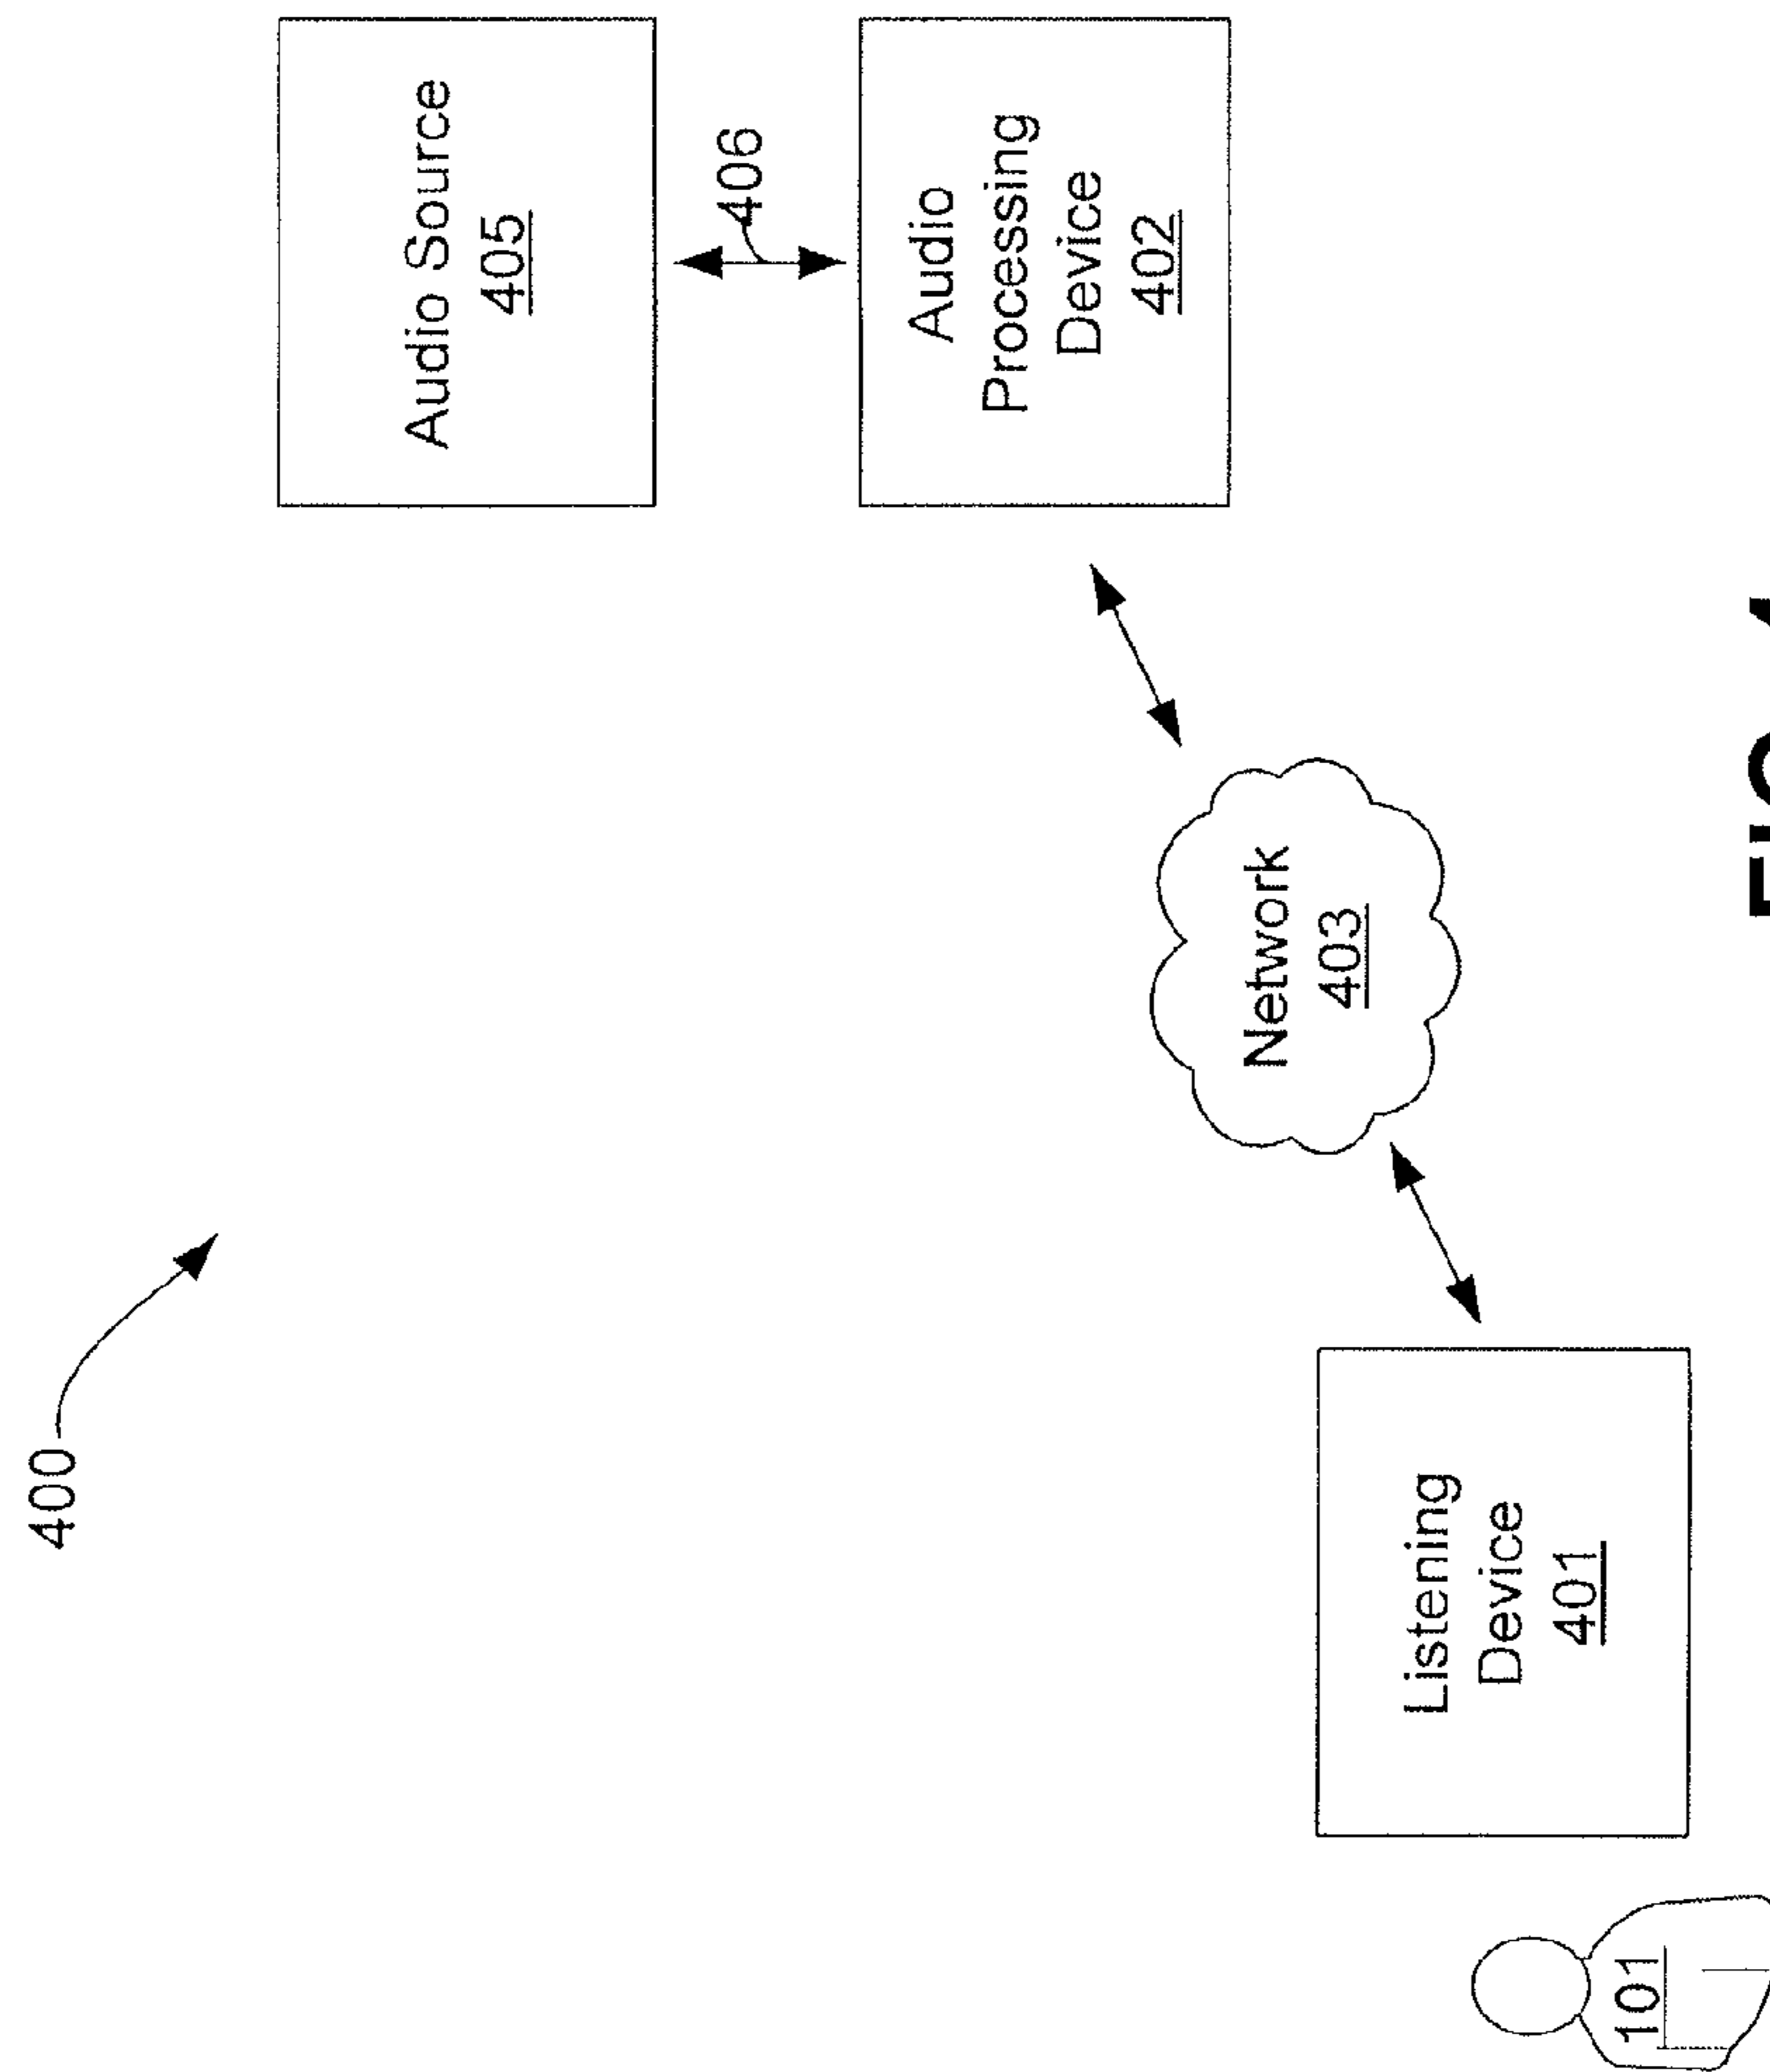 400
Audio Source
405
406
Audio
Processing
Device
402
Network
403
Listening
Device
401
101